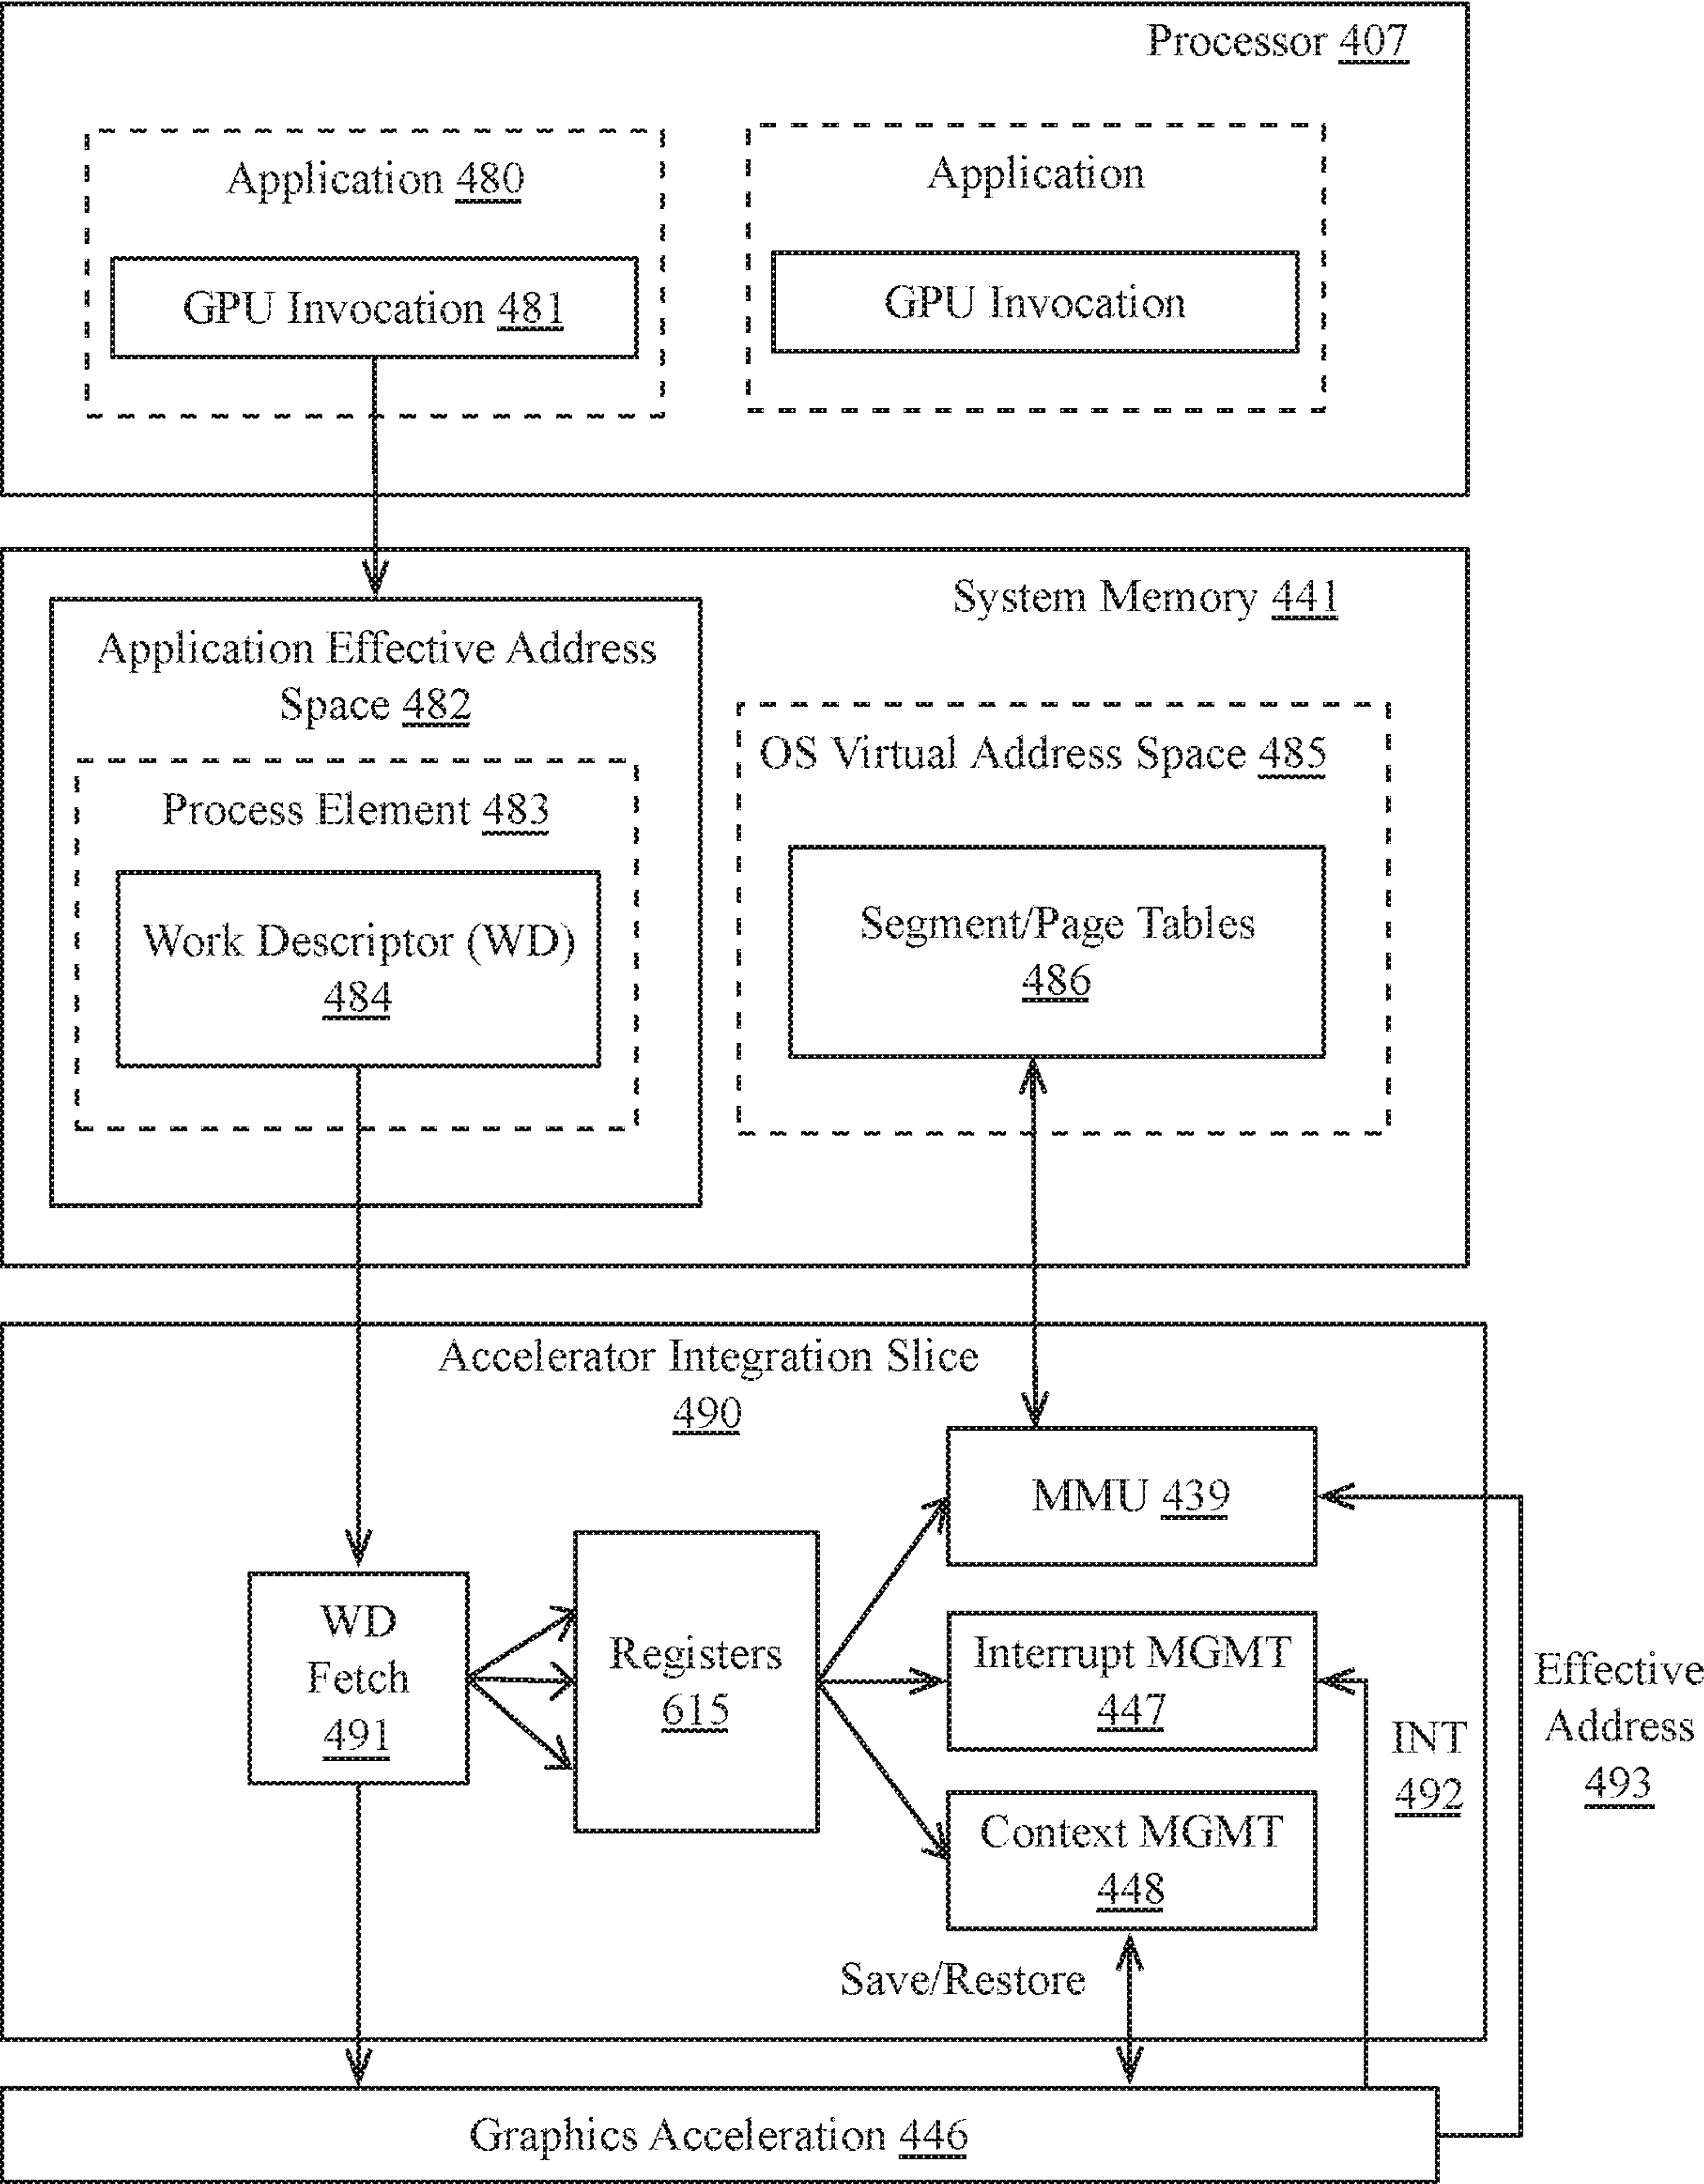 Processor 407
Application 480
Application
GPU Invocation 481
GPU Invocation
System Memory 441
Application Effective Address
Space 482
OS Virtual Address Space 485
Process Element 483
Work Descriptor (WD)
484
Segment/Page Tables
486
Accelerator Integration Slice
490
MMU 439
WD
Fetch
491
Registers
615
Interrupt MGMT
447
Effective
Address
493
INT
492
Context MGMT
448
Save/Restore
Graphics Acceleration 446